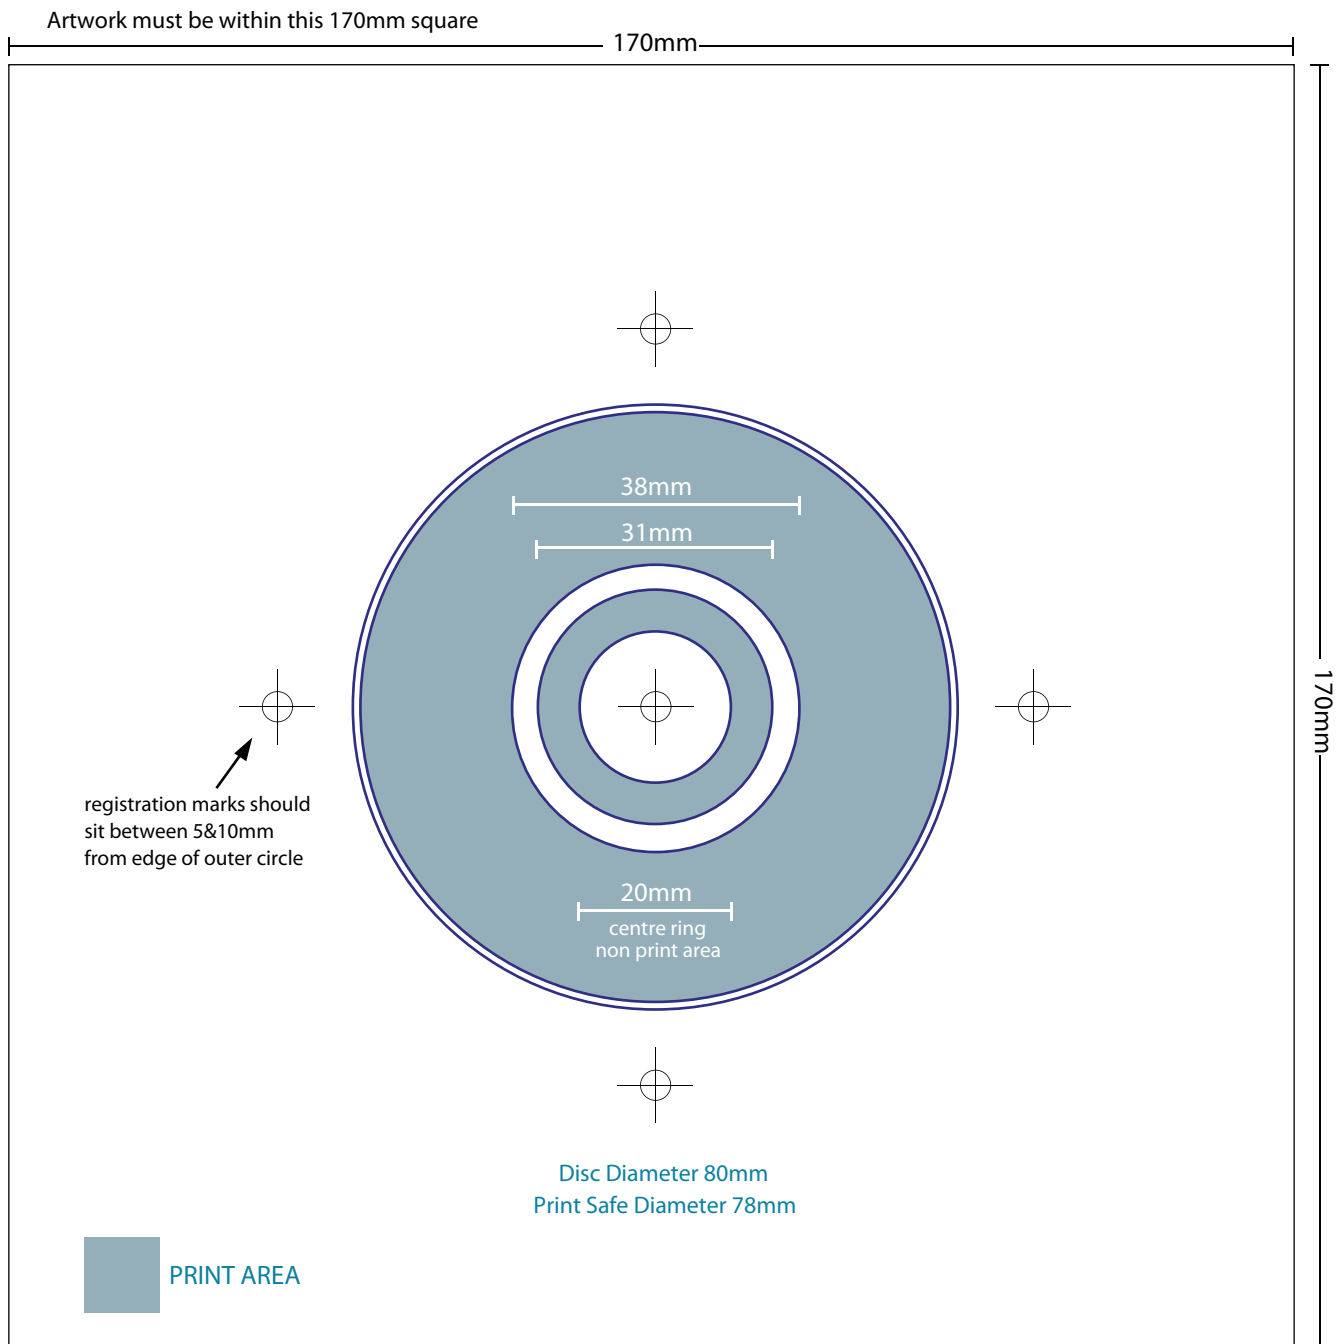 Artwork must be within this 170mm square
170mm
38mm
31mm
170mm
registration marks should
sit between 5&10mm
from edge of outer circle
20mm
centre ring
non print area
Disc Diameter 80mm
Print Safe Diameter 78mm
PRINT AREA